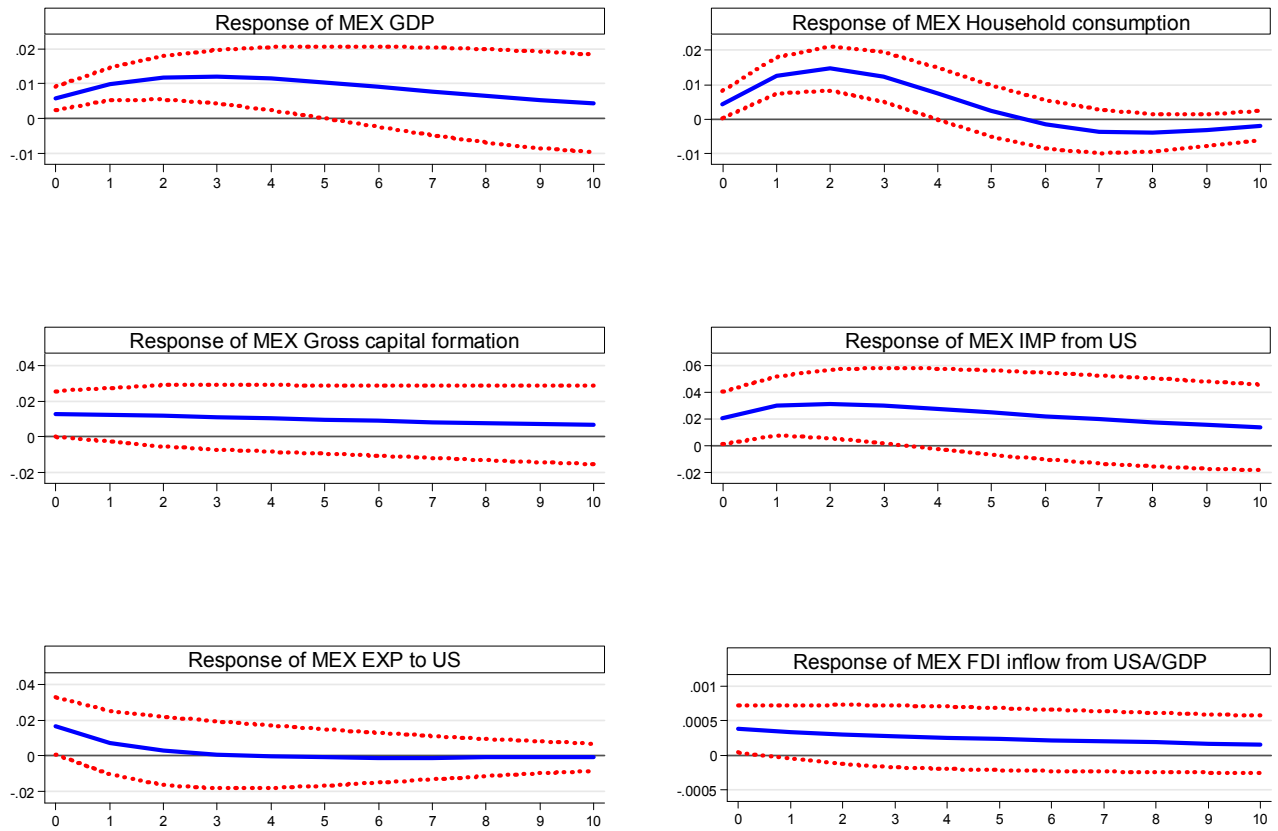 Response of MEX GDP
.02
.01
0
-.01
0 1 2 3 4 5 6 7 8 9 10
Response of MEX Household consumption
.02
.01
0
-.01
0 1 2 3 4 5 6 7 8 9 10
Response of MEX Gross capital formation
.04
.02
0
-.02
0 1 2 3 4 5 6 7 8 9 10
Response of MEX IMP from US
.06
.04
.02
0
-.02
0 1 2 3 4 5 6 7 8 9 10
Response of MEX EXP to US
.04
.02
0
-.02
0 1 2 3 4 5 6 7 8 9 10
Response of MEX FDI inflow from USA/GDP
.001
.0005
0
-.0005
0 1 2 3 4 5 6 7 8 9 10